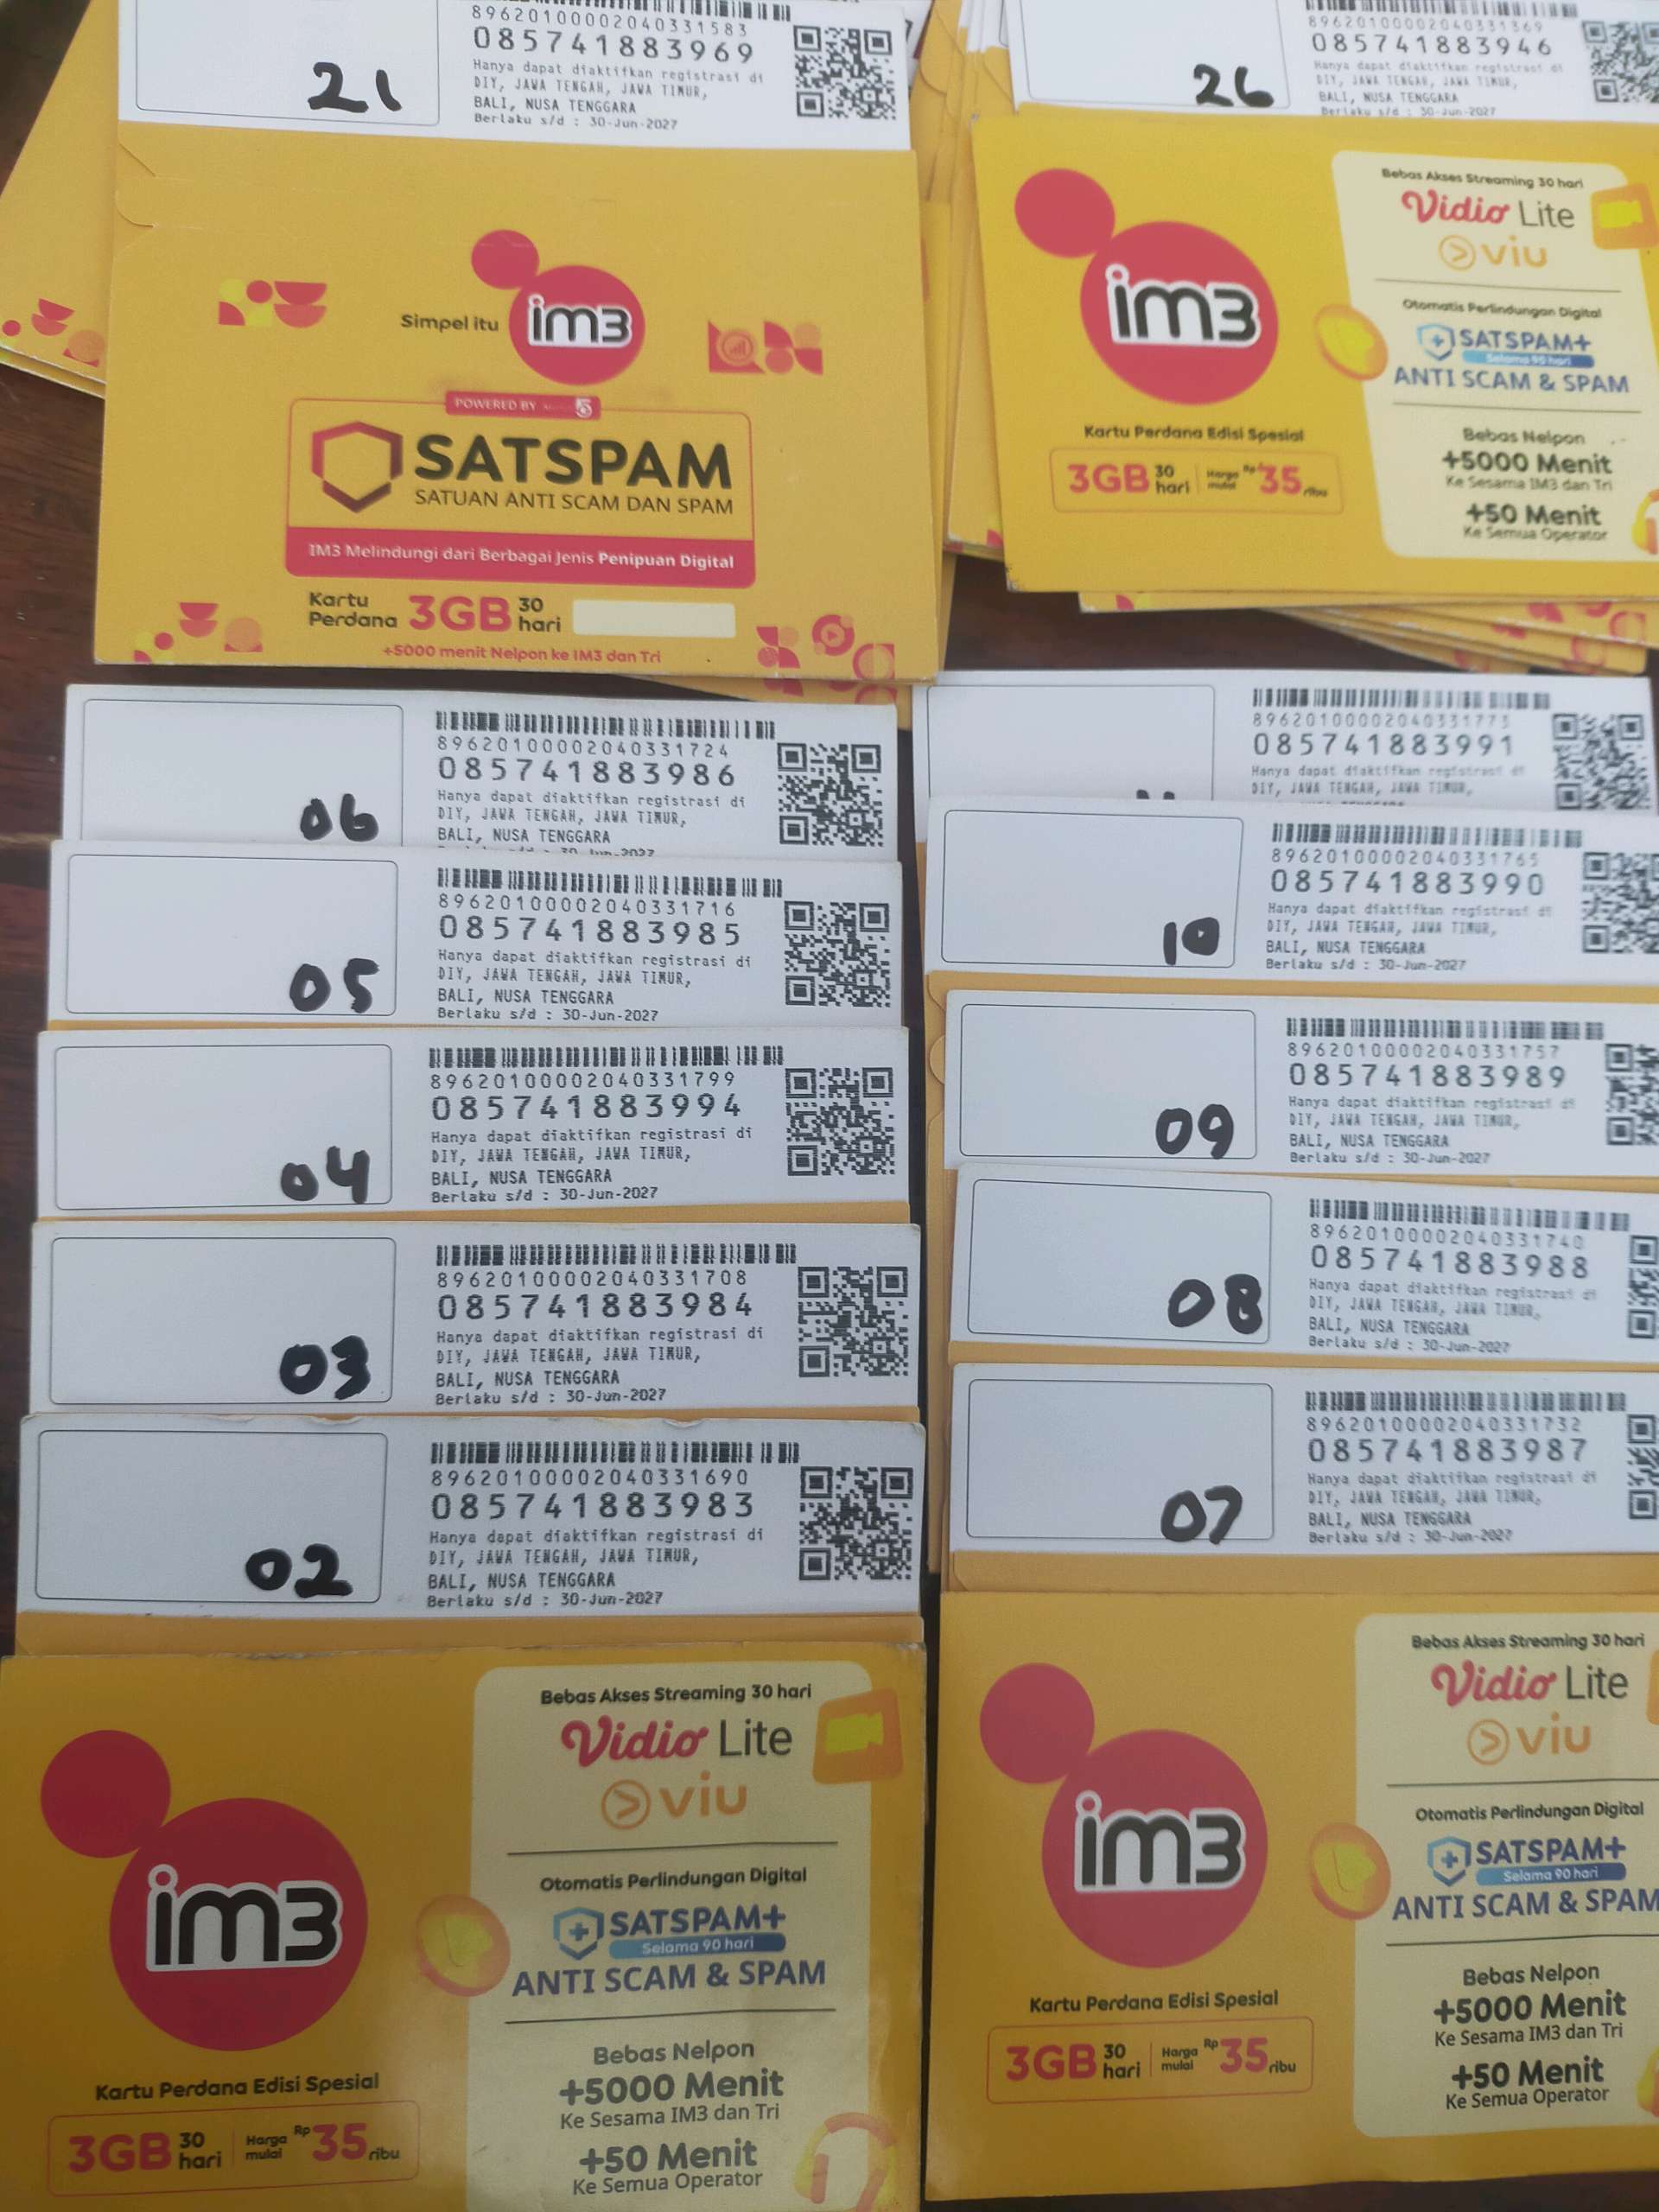 89620100002040331583
085741883969
Hanya dapat diaktifkan registrasi di
DIY, JAWA TENGAH, JAWA TIMUR,
BALI, NUSA TENGGARA
Berlaku s/d : 30-Jun-2027
21
Simpel itu
im3
POWERED BY
SATSPAM
SATUAN ANTI SCAM DAN SPAM
IM3 Melindungi dari Berbagai Jenis Penipuan Digital
Kartu Perdana 3GB 30 hari
+5000 menit Nelpon ke IM3 dan Tri
89620100002040331369
085741883946
Hanya dapat diaktifkan registrasi di
DIY, JAWA TENGAH, JAWA TIMUR,
BALI, NUSA TENGGARA
Berlaku s/d : 30-Jun-2027
26
im3
Kartu Perdana Edisi Spesial
3GB 30 hari Harga mulai Rp 35 ribu
Bebas Akses Streaming 30 hari
Vidio Lite
viu
Otomatis Perlindungan Digital
SATSPAM+
Selama 90 hari
ANTI SCAM & SPAM
Bebas Nelpon
+5000 Menit
Ke Sesama IM3 dan Tri
+50 Menit
Ke Semua Operator
89620100002040331724
085741883986
Hanya dapat diaktifkan registrasi di
DIY, JAWA TENGAH, JAWA TIMUR,
BALI, NUSA TENGGARA
06
89620100002040331716
085741883985
Hanya dapat diaktifkan registrasi di
DIY, JAWA TENGAH, JAWA TIMUR,
BALI, NUSA TENGGARA
Berlaku s/d : 30-Jun-2027
05
89620100002040331799
085741883994
Hanya dapat diaktifkan registrasi di
DIY, JAWA TENGAH, JAWA TIMUR,
BALI, NUSA TENGGARA
Berlaku s/d : 30-Jun-2027
04
89620100002040331708
085741883984
Hanya dapat diaktifkan registrasi di
DIY, JAWA TENGAH, JAWA TIMUR,
BALI, NUSA TENGGARA
Berlaku s/d : 30-Jun-2027
03
89620100002040331690
085741883983
Hanya dapat diaktifkan registrasi di
DIY, JAWA TENGAH, JAWA TIMUR,
BALI, NUSA TENGGARA
Berlaku s/d : 30-Jun-2027
02
im3
Kartu Perdana Edisi Spesial
3GB 30 hari Harga mulai Rp 35 ribu
Bebas Akses Streaming 30 hari
Vidio Lite
viu
Otomatis Perlindungan Digital
SATSPAM+
Selama 90 hari
ANTI SCAM & SPAM
Bebas Nelpon
+5000 Menit
Ke Sesama IM3 dan Tri
+50 Menit
Ke Semua Operator
89620100002040331773
085741883991
Hanya dapat diaktifkan registrasi di
DIY, JAWA TENGAH, JAWA TIMUR,
89620100002040331765
085741883990
Hanya dapat diaktifkan registrasi di
DIY, JAWA TENGAH, JAWA TIMUR,
BALI, NUSA TENGGARA
Berlaku s/d : 30-Jun-2027
10
89620100002040331757
085741883989
Hanya dapat diaktifkan registrasi di
DIY, JAWA TENGAH, JAWA TIMUR,
BALI, NUSA TENGGARA
Berlaku s/d : 30-Jun-2027
09
89620100002040331740
085741883988
Hanya dapat diaktifkan registrasi di
DIY, JAWA TENGAH, JAWA TIMUR,
BALI, NUSA TENGGARA
Berlaku s/d : 30-Jun-2027
08
89620100002040331732
085741883987
Hanya dapat diaktifkan registrasi di
DIY, JAWA TENGAH, JAWA TIMUR,
BALI, NUSA TENGGARA
Berlaku s/d : 30-Jun-2027
07
im3
Kartu Perdana Edisi Spesial
3GB 30 hari Harga mulai Rp 35 ribu
Bebas Akses Streaming 30 hari
Vidio Lite
viu
Otomatis Perlindungan Digital
SATSPAM+
Selama 90 hari
ANTI SCAM & SPAM
Bebas Nelpon
+5000 Menit
Ke Sesama IM3 dan Tri
+50 Menit
Ke Semua Operator